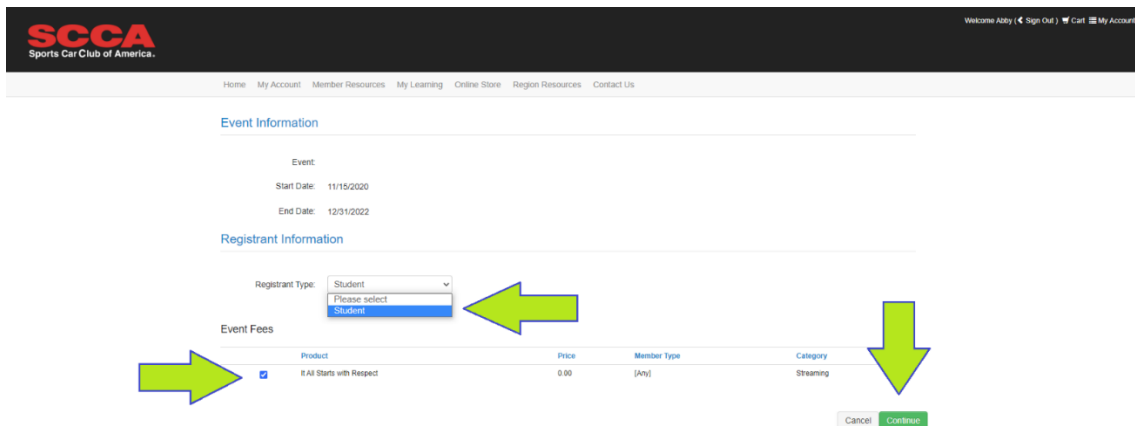 Welcome Abby ( Sign Out ) Cart My Account
SCCA
Sports Car Club of America.
Home My Account Member Resources My Learning Online Store Region Resources Contact Us
Event Information
Event:
Start Date: 11/15/2020
End Date: 12/31/2022
Registrant Information
Registrant Type: Student
Please select
Student
Event Fees
Product Price Member Type Category
It All Starts with Respect 0.00 [Any] Streaming
Cancel Continue